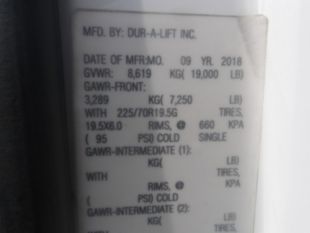 MFD. BY: DUR-A-LIFT INC.
DATE OF MFR:MO. 09 YR. 2018
GVWR: 8,619 KG( 19,000 LB)
GAWR-FRONT:
3,289 KG( 7,250 LB)
WITH 225/70R19.5G TIRES,
19.5X6.0 RIMS, @ 660 KPA
( 95 PSI) COLD SINGLE
GAWR-INTERMEDIATE (1):
KG( LB)
WITH TIRES,
RIMS, @ KPA
( PSI) COLD
GAWR-INTERMEDIATE (2):
KG( LB)